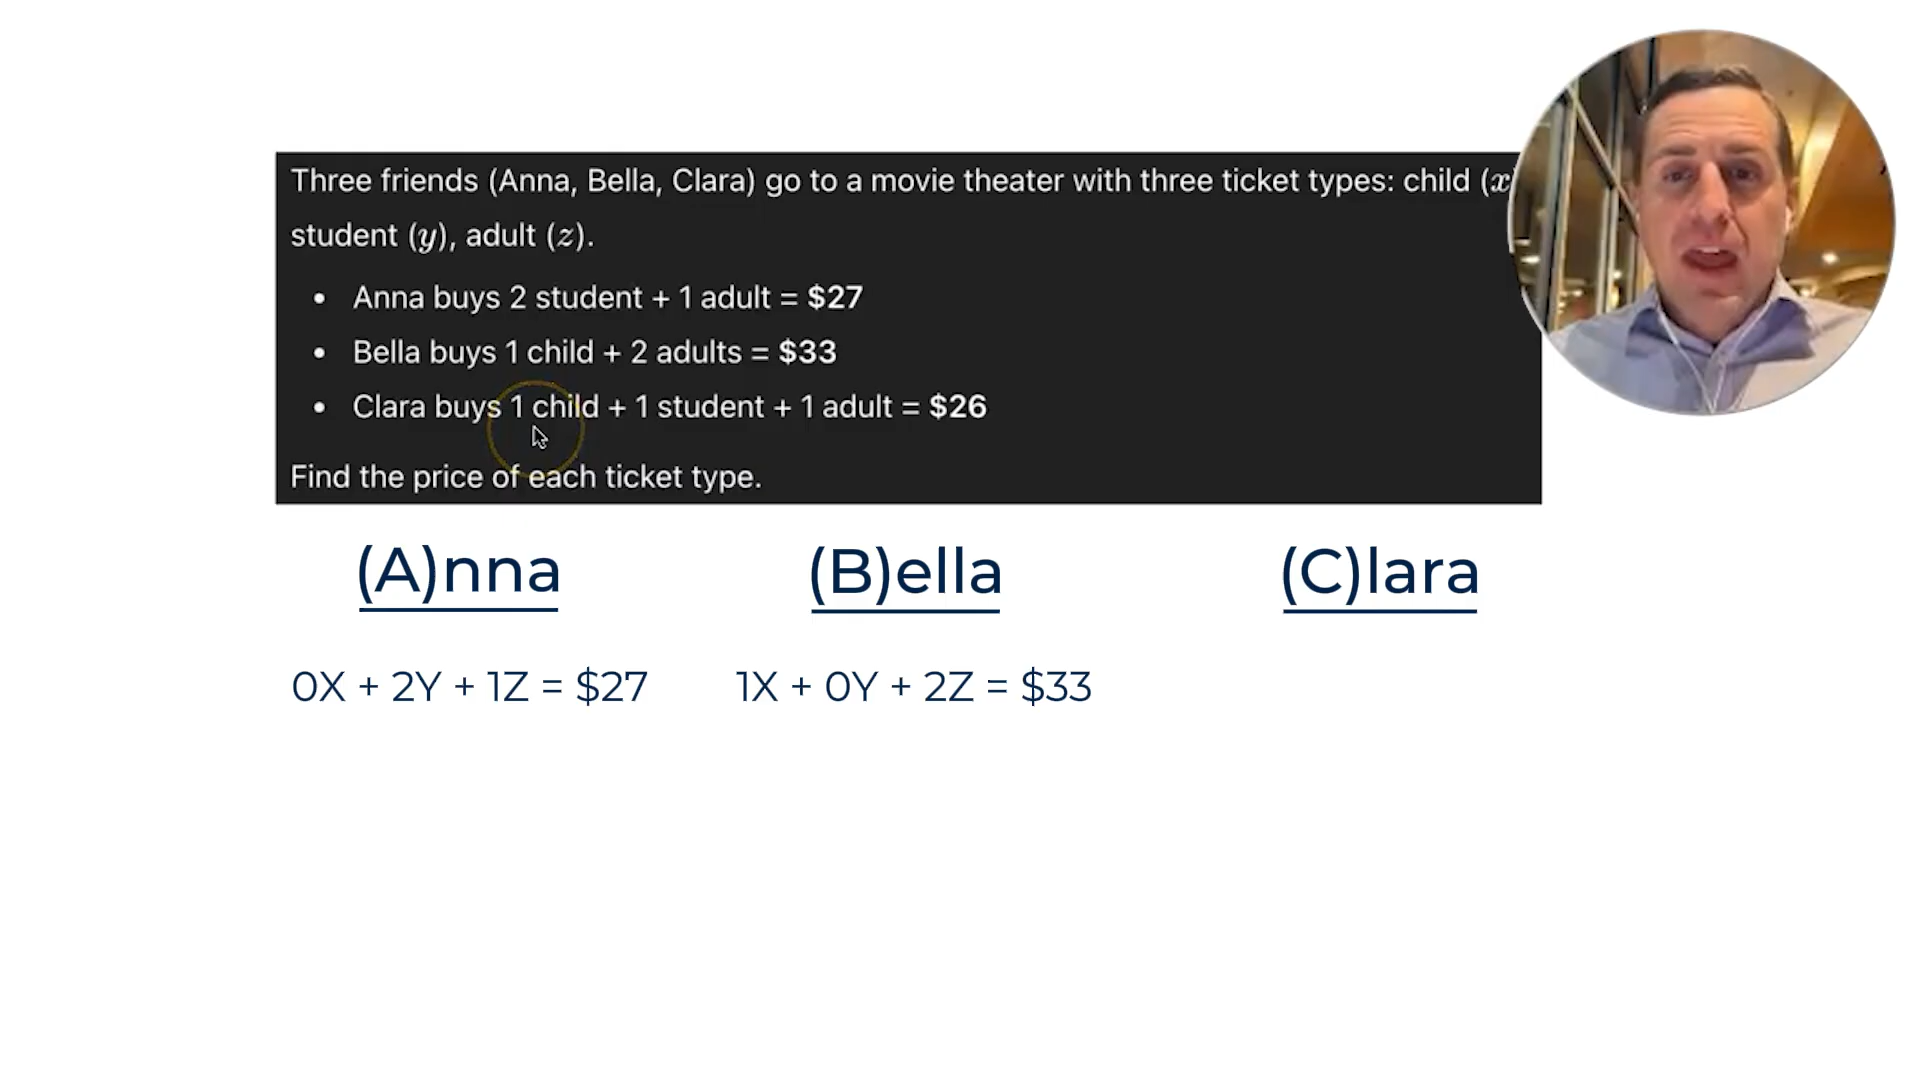 Three friends (Anna, Bella, Clara) go to a movie theater with three ticket types: child (x
student (y), adult (z).
• Anna buys 2 student + 1 adult = $27
• Bella buys 1 child + 2 adults = $33
• Clara buys 1 child + 1 student + 1 adult = $26
Find the price of each ticket type.
(A)nna (B)ella (C)lara
0X + 2Y + 1Z = $27 1X + 0Y + 2Z = $33